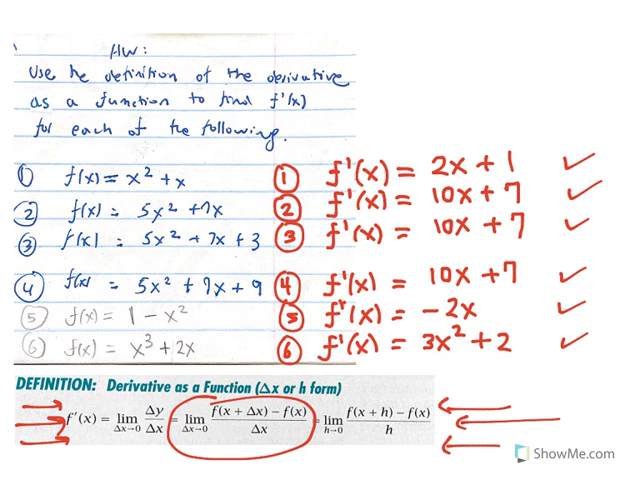 HW:
Use the definition of the derivative
as a function to find f'(x)
for each of the following.
① f(x) = x² + x ① f'(x) = 2x + 1 ✓
② f(x) = 5x² + 7x ② f'(x) = 10x + 7 ✓
③ f(x) = 5x² + 7x + 3 ③ f'(x) = 10x + 7 ✓
④ f(x) = 5x² + 7x + 9 ④ f'(x) = 10x + 7 ✓
⑤ f(x) = 1 - x² ⑤ f'(x) = -2x ✓
⑥ f(x) = x³ + 2x ⑥ f'(x) = 3x² + 2 ✓
DEFINITION: Derivative as a Function (Δx or h form)
f'(x) = lim Δx→0 Δy/Δx = lim Δx→0 (f(x + Δx) − f(x))/Δx = lim h→0 (f(x + h) − f(x))/h
ShowMe.com